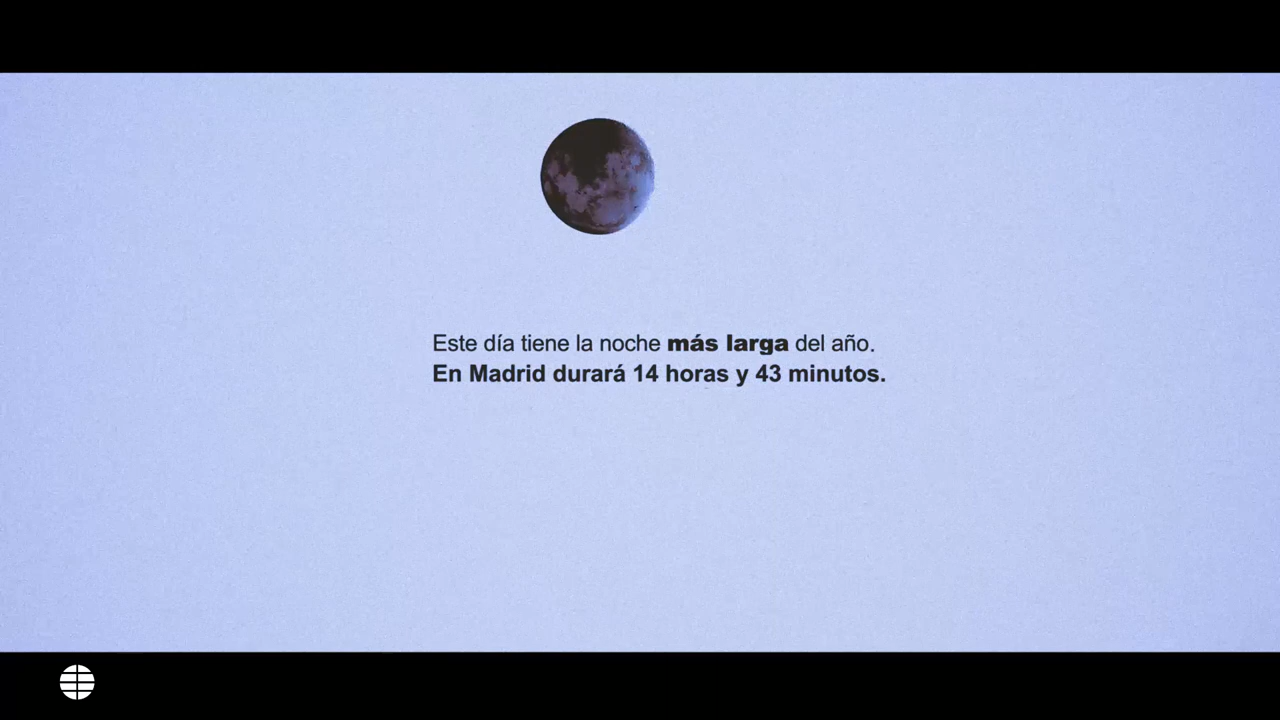 Este día tiene la noche más larga del año.
En Madrid durará 14 horas y 43 minutos.